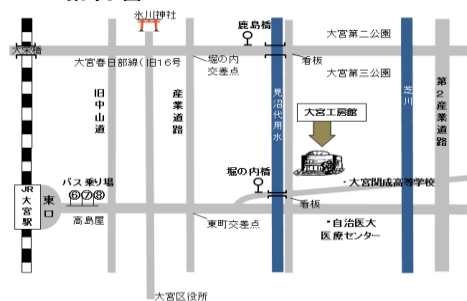 氷川神社
鹿島橋
大宮第二公園
大栄橋
大宮春日部線(旧16号
堀の内
交差点
看板
大宮第三公園
旧中山道
産業道路
見沼代用水
芝川
第2産業道路
大宮工房館
バス乗り場
⑥⑦⑧
堀の内橋
・大宮開成高等学校
JR
大宮駅
東口
高島屋
東町交差点
看板
・自治医大
医療センター
大宮区役所